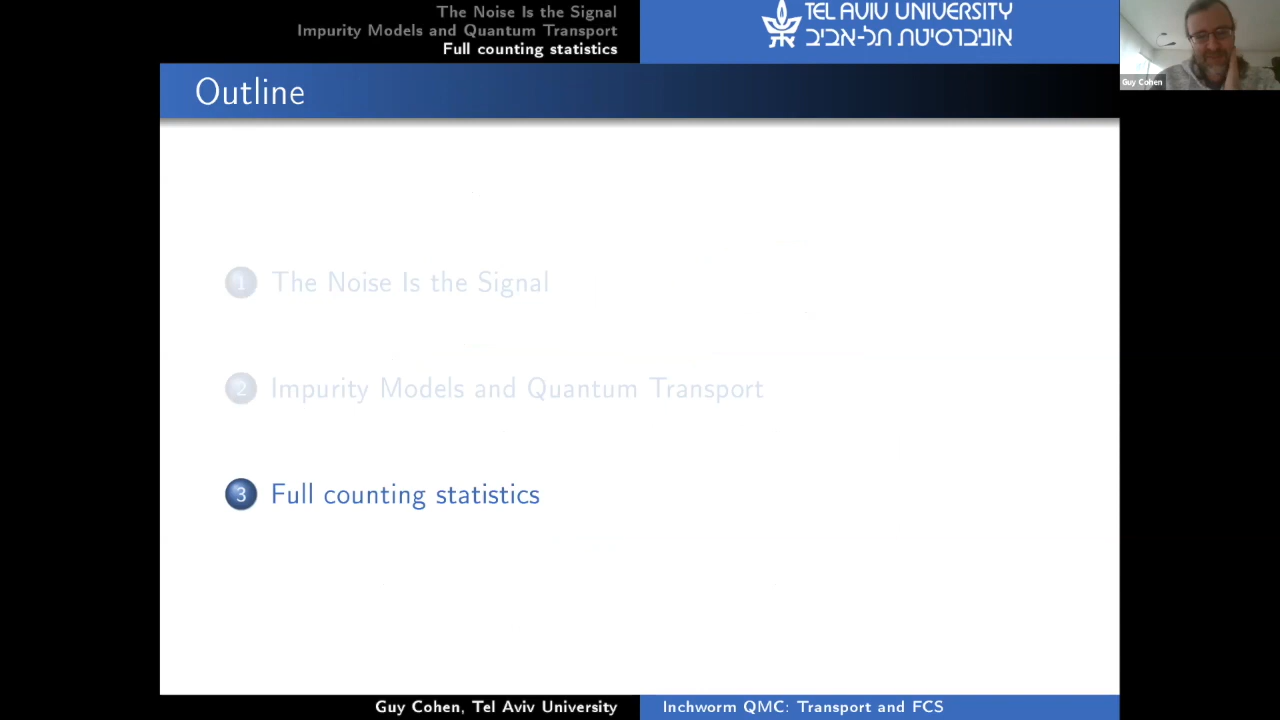 The Noise Is the Signal
Impurity Models and Quantum Transport
Full counting statistics
TEL AVIV UNIVERSITY
אוניברסיטת תל-אביב
Guy Cohen
Outline
1 The Noise Is the Signal
2 Impurity Models and Quantum Transport
3 Full counting statistics
Guy Cohen, Tel Aviv University
Inchworm QMC: Transport and FCS